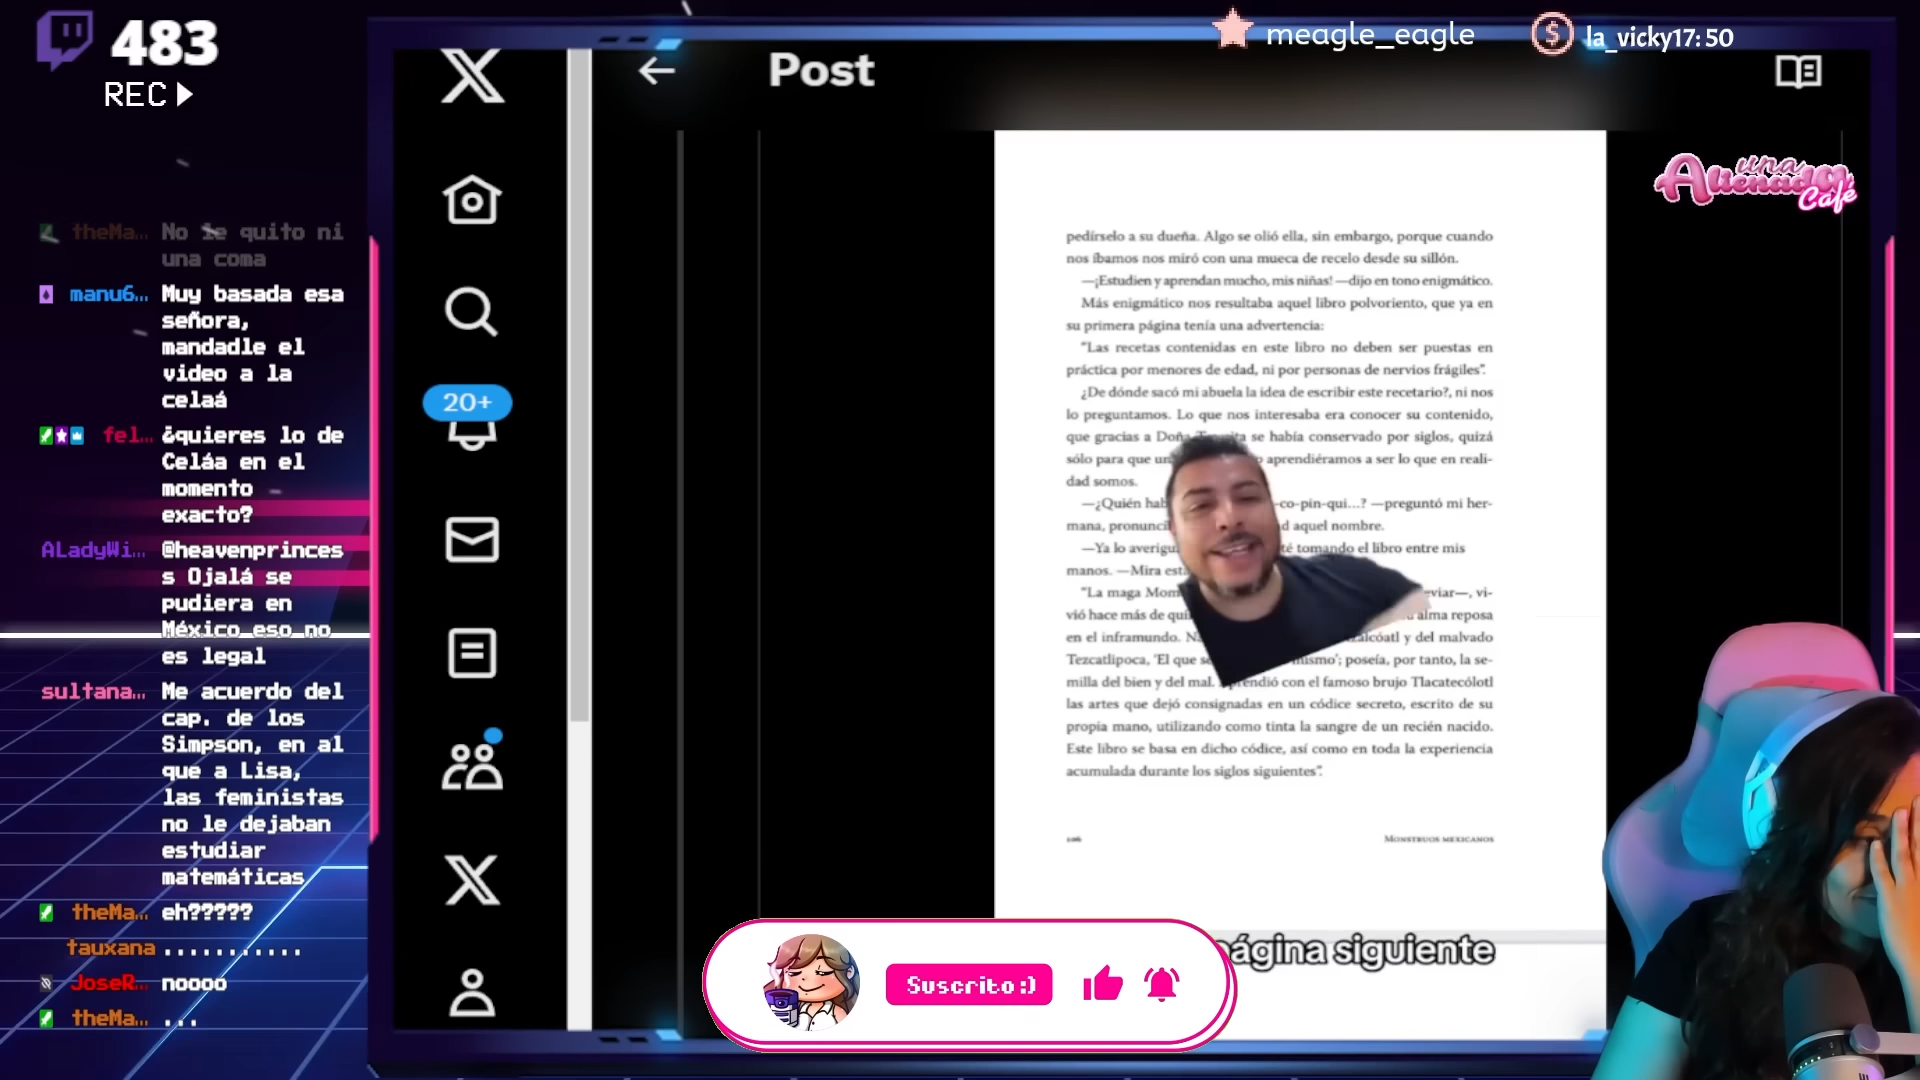 483
REC
meagle_eagle
la_vicky17: 50
Post
una
Alienada
Café
20+
theMa... No le quito ni
una coma
manu6... Muy basada esa
señora,
mandadle el
video a la
celaá
fel... ¿quieres lo de
Celáa en el
momento
exacto?
ALadyWi... @heavenprinces
s Ojalá se
pudiera en
México eso no
es legal
sultana... Me acuerdo del
cap. de los
Simpson, en al
que a Lisa,
las feministas
no le dejaban
estudiar
matemáticas
theMa... eh?????
tauxana ...........
JoseR... noooo
theMa... ...
pedírselo a su dueña. Algo se olió ella, sin embargo, porque cuando
nos íbamos nos miró con una mueca de recelo desde su sillón.
—¡Estudien y aprendan mucho, mis niñas! —dijo en tono enigmático.
Más enigmático nos resultaba aquel libro polvoriento, que ya en
su primera página tenía una advertencia:
"Las recetas contenidas en este libro no deben ser puestas en
práctica por menores de edad, ni por personas de nervios frágiles".
¿De dónde sacó mi abuela la idea de escribir este recetario?, ni nos
lo preguntamos. Lo que nos interesaba era conocer su contenido,
que gracias a Doña se había conservado por siglos, quizá
sólo para que un aprendiéramos a ser lo que en reali-
dad somos.
—¿Quién hab -co-pin-qui...? —preguntó mi her-
mana, pronunci d aquel nombre.
—Ya lo averigu té tomando el libro entre mis
manos. —Mira est
"La maga Mom eviar—, vi-
vió hace más de qui alma reposa
en el inframundo. N alcóatl y del malvado
Tezcatlipoca, 'El que se mismo'; poseía, por tanto, la se-
milla del bien y del mal. prendió con el famoso brujo Tlacatecólotl
las artes que dejó consignadas en un códice secreto, escrito de su
propia mano, utilizando como tinta la sangre de un recién nacido.
Este libro se basa en dicho códice, así como en toda la experiencia
acumulada durante los siglos siguientes".
Monstruos mexicanos
página siguiente
Suscrito :)